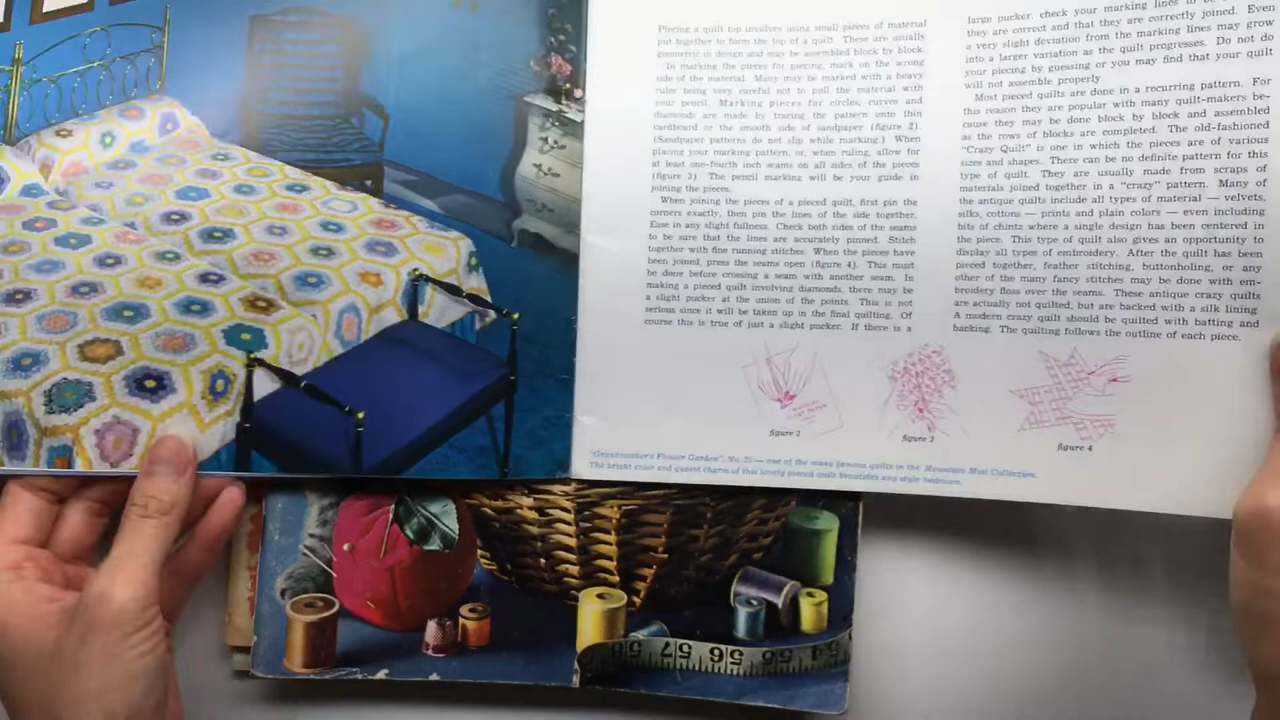 Piecing a quilt top involves using small pieces of material
put together to form the top of a quilt. These are usually
geometric in design and may be assembled block by block.
In marking the pieces for piecing, mark on the wrong
side of the material. Many may be marked with a heavy
ruler being very careful not to pull the material with
your pencil. Marking pieces for circles, curves and
diamonds are made by tracing the pattern onto thin
cardboard or the smooth side of sandpaper (figure 2).
(Sandpaper patterns do not slip while marking.) When
placing your marking pattern, or, when ruling, allow for
at least one-fourth inch seams on all sides of the pieces
(figure 3). The pencil marking will be your guide in
joining the pieces.
When joining the pieces of a pieced quilt, first pin the
corners exactly, then pin the lines of the side together.
Ease in any slight fullness. Check both sides of the seams
to be sure that the lines are accurately pinned. Stitch
together with fine running stitches. When the pieces have
been joined, press the seams open (figure 4). This must
be done before crossing a seam with another seam. In
making a pieced quilt involving diamonds, there may be
a slight pucker at the union of the points. This is not
serious since it will be taken up in the final quilting. Of
course this is true of just a slight pucker. If there is a
large pucker, check your marking lines to be
they are correct and that they are correctly joined. Even
a very slight deviation from the marking lines may grow
into a larger variation as the quilt progresses. Do not do
your piecing by guessing or you may find that your quilt
will not assemble properly
Most pieced quilts are done in a recurring pattern. For
this reason they are popular with many quilt-makers be-
cause they may be done block by block and assembled
as the rows of blocks are completed. The old-fashioned
"Crazy Quilt" is one in which the pieces are of various
sizes and shapes. There can be no definite pattern for this
type of quilt. They are usually made from scraps of
materials joined together in a "crazy" pattern. Many of
the antique quilts include all types of material — velvets,
silks, cottons — prints and plain colors — even including
bits of chintz where a single design has been centered in
the piece. This type of quilt also gives an opportunity to
display all types of embroidery. After the quilt has been
pieced together, feather stitching, buttonholing, or any
other of the many fancy stitches may be done with em-
broidery floss over the seams. These antique crazy quilts
are actually not quilted, but are backed with a silk lining
A modern crazy quilt should be quilted with batting and
backing. The quilting follows the outline of each piece.
figure 2
figure 3
figure 4
"Grandmother's Flower Garden", No. 25 — one of the many famous quilts in the Mountain Mist Collection.
The bright color and quaint charm of this lovely pieced quilt beautifies any style bedroom.
58 57 56 55 54